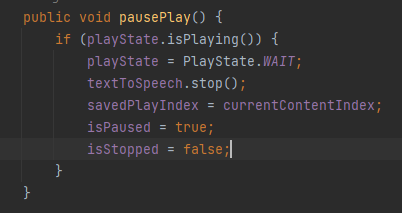 public void pausePlay() {
    if (playState.isPlaying()) {
        playState = PlayState.WAIT;
        textToSpeech.stop();
        savedPlayIndex = currentContentIndex;
        isPaused = true;
        isStopped = false;
    }
}